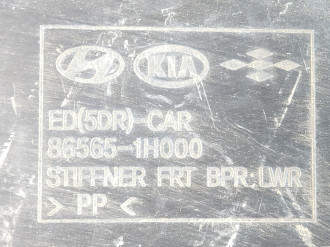 KIA
ED(5DR)-CAR
86565-1H000
STIFFNER FRT BPR:LWR
> PP <